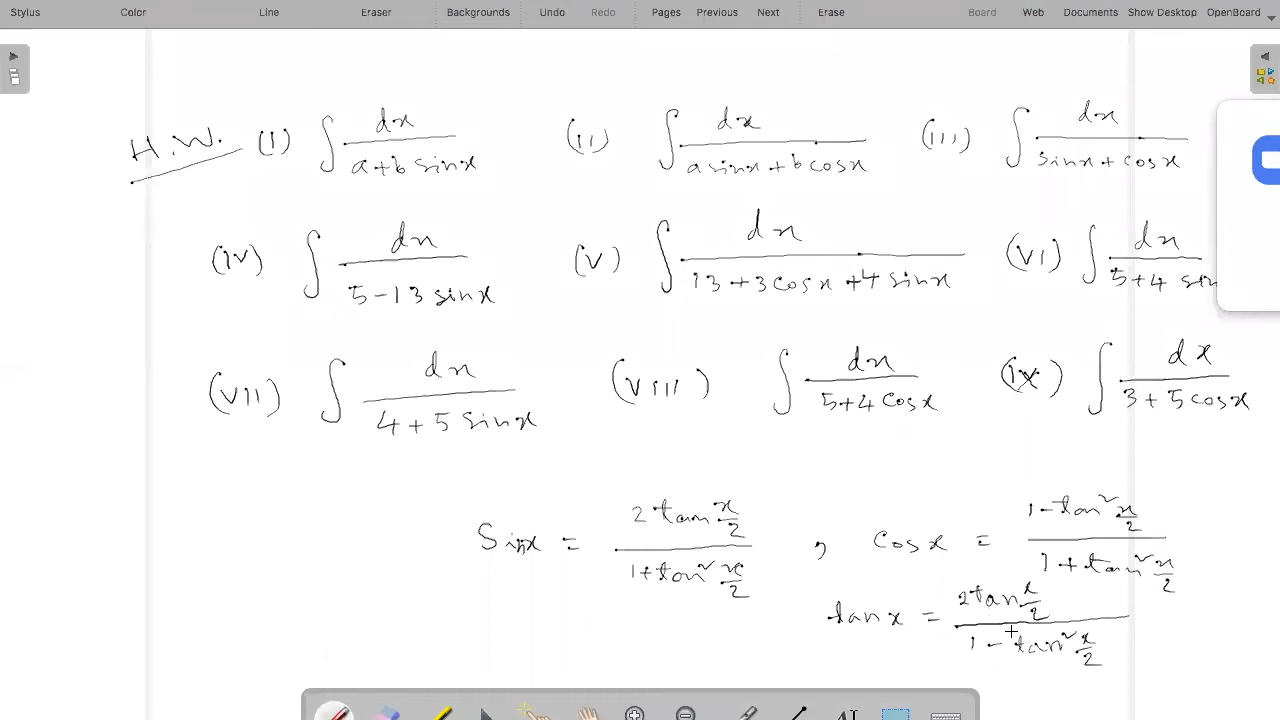 Stylus Color Line Eraser Backgrounds Undo Redo Pages Previous Next Erase Board Web Documents Show Desktop OpenBoard
H.W. (i) ∫ dx / (a+b sinx) (ii) ∫ dx / (a sinx + b cosx) (iii) ∫ dx / (sinx + cosx)
(iv) ∫ dx / (5-13 sinx) (v) ∫ dx / (13 + 3 cosx + 4 sinx) (vi) ∫ dx / (5+4 sin
(vii) ∫ dx / (4 + 5 sinx) (viii) ∫ dx / (5+4 cosx) (ix) ∫ dx / (3 + 5 cosx)
Sinx = 2 tan x/2 / (1+tan² x/2) , Cosx = (1-tan² x/2) / (1+tan² x/2)
tanx = 2tan x/2 / (1-tan² x/2)